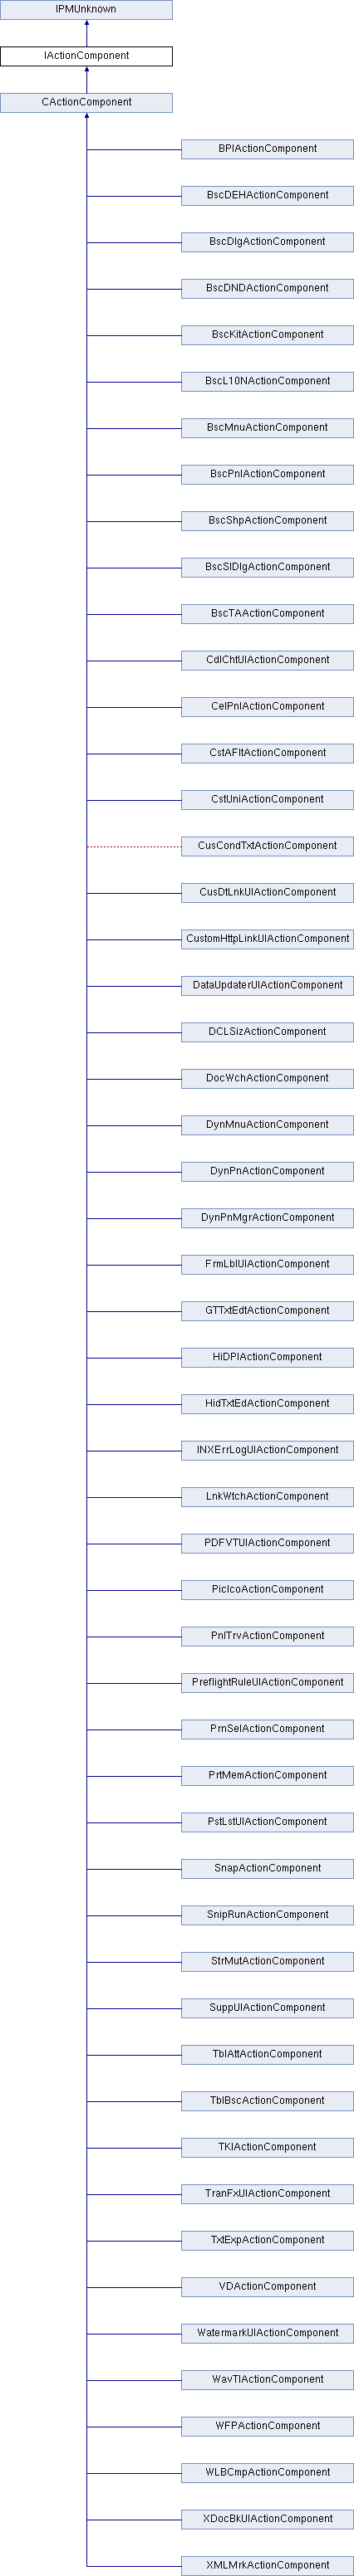 IPMUnknown
IActionComponent
CActionComponent
BPIActionComponent
BscDEHActionComponent
BscDlgActionComponent
BscDNDActionComponent
BscKitActionComponent
BscL10NActionComponent
BscMnuActionComponent
BscPnlActionComponent
BscShpActionComponent
BscSlDlgActionComponent
BscTAActionComponent
CdlChtUIActionComponent
CelPnlActionComponent
CstAFltActionComponent
CstUniActionComponent
CusCondTxtActionComponent
CusDtLnkUIActionComponent
CustomHttpLinkUIActionComponent
DataUpdaterUIActionComponent
DCLSizActionComponent
DocWchActionComponent
DynMnuActionComponent
DynPnActionComponent
DynPnMgrActionComponent
FrmLblUIActionComponent
GTTxtEdtActionComponent
HiDPIActionComponent
HidTxtEdActionComponent
INXErrLogUIActionComponent
LnkWtchActionComponent
PDFVTUIActionComponent
PicIcoActionComponent
PnlTrvActionComponent
PreflightRuleUIActionComponent
PrnSelActionComponent
PrtMemActionComponent
PstLstUIActionComponent
SnapActionComponent
SnipRunActionComponent
StrMutActionComponent
SuppUIActionComponent
TblAttActionComponent
TblBscActionComponent
TKIActionComponent
TranFxUIActionComponent
TxtExpActionComponent
VDActionComponent
WatermarkUIActionComponent
WavTlActionComponent
WFPActionComponent
WLBCmpActionComponent
XDocBkUIActionComponent
XMLMrkActionComponent